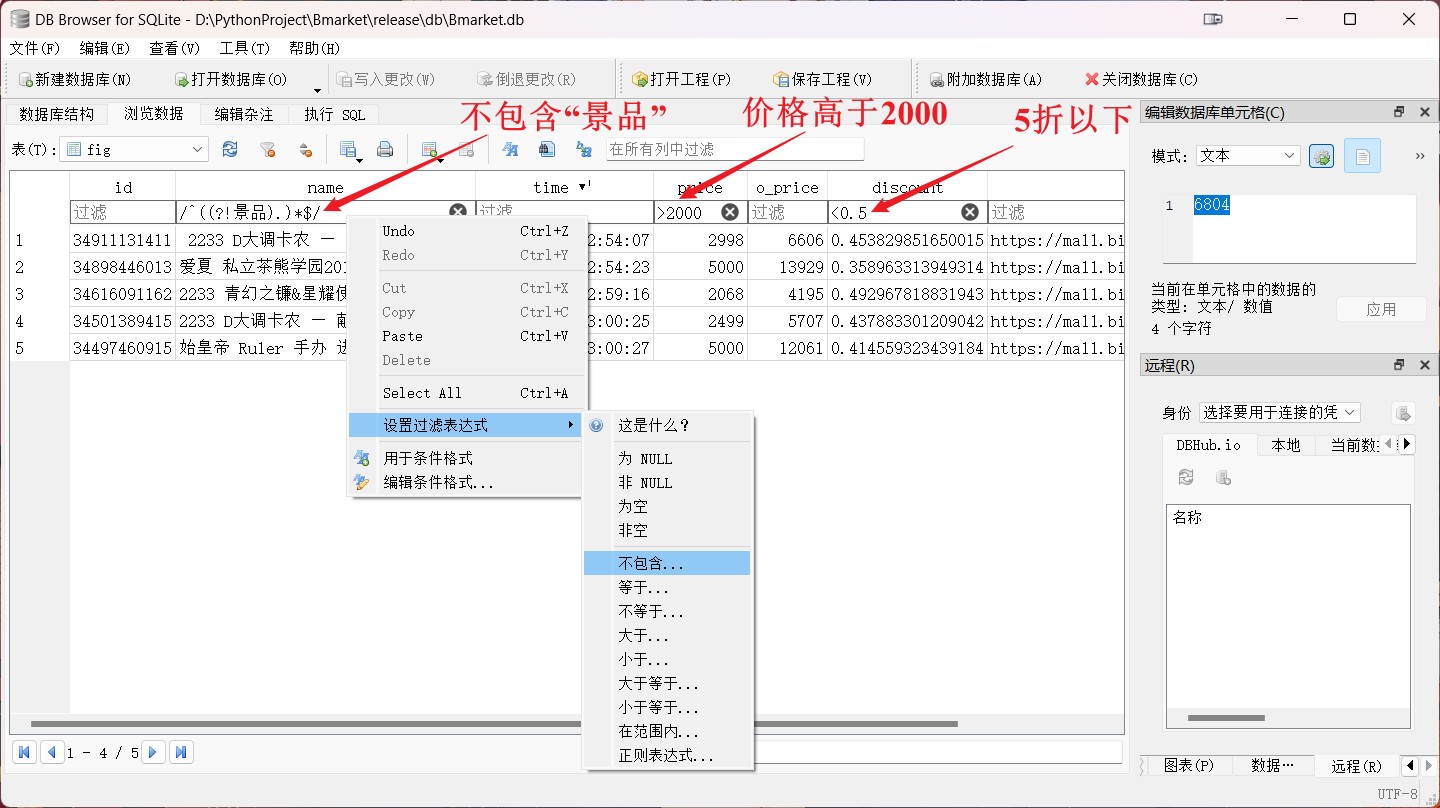 DB Browser for SQLite - D:\PythonProject\Bmarket\release\db\Bmarket.db
文件(F) 编辑(E) 查看(V) 工具(T) 帮助(H)
新建数据库(N) 打开数据库(O) 写入更改(W) 倒退更改(R) 打开工程(P) 保存工程(V) 附加数据库(A) 关闭数据库(C)
数据库结构 浏览数据 编辑杂注 执行 SQL
不包含“景品” 价格高于2000 5折以下
表(T): fig 在所有列中过滤
id name time price o_price discount
过滤 /^((?!景品).)*$/ 过滤 >2000 过滤 <0.5 过滤
1 34911131411 2233 D大调卡农 — 2:54:07 2998 6606 0.453829851650015 https://mall.bi
2 34898446013 爱夏 私立茶熊学园201 2:54:23 5000 13929 0.358963313949314 https://mall.bi
3 34616091162 2233 青幻之镰&星耀使 2:59:16 2068 4195 0.492967818831943 https://mall.bi
4 34501389415 2233 D大调卡农 — 献 3:00:25 2499 5707 0.437883301209042 https://mall.bi
5 34497460915 始皇帝 Ruler 手办 3:00:27 5000 12061 0.414559323439184 https://mall.bi
Undo Ctrl+Z
Redo Ctrl+Y
Cut Ctrl+X
Copy Ctrl+C
Paste Ctrl+V
Delete
Select All Ctrl+A
设置过滤表达式
用于条件格式
编辑条件格式...
这是什么？
为 NULL
非 NULL
为空
非空
不包含...
等于...
不等于...
大于...
小于...
大于等于...
小于等于...
在范围内...
正则表达式...
1 - 4 / 5
编辑数据库单元格(C)
模式: 文本
1 6804
当前在单元格中的数据的
类型: 文本/ 数值
4 个字符
应用
远程(R)
身份 选择要用于连接的凭
DBHub.io 本地 当前数
名称
图表(P) 数据… 远程(R)
UTF-8